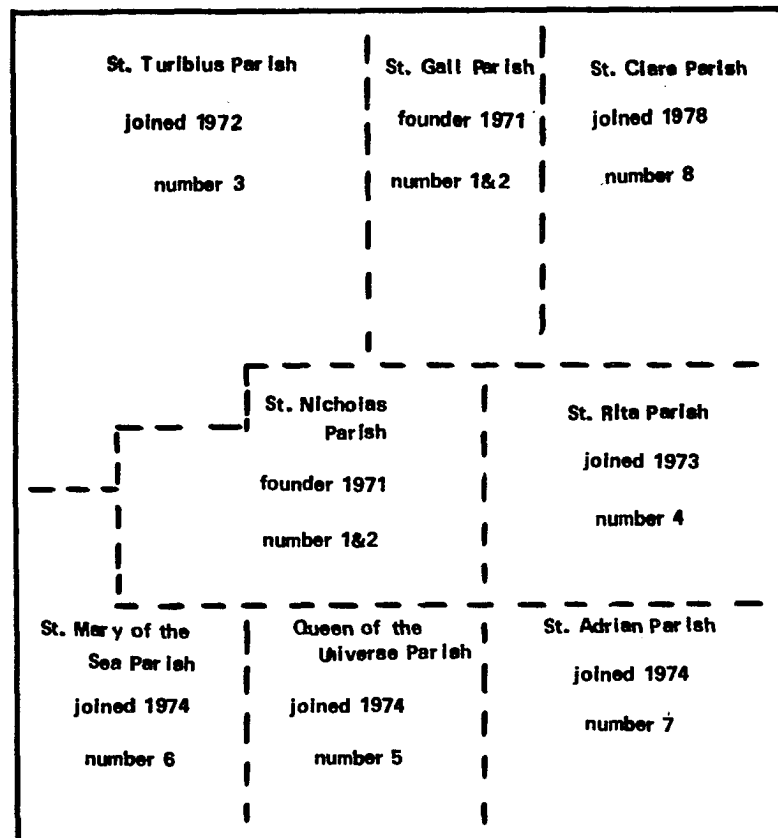 St. Turibius Parish
joined 1972
number 3
St. Gall Parish
founder 1971
number 1&2
St. Clare Parish
joined 1978
number 8
St. Nicholas
Parish
founder 1971
number 1&2
St. Rita Parish
joined 1973
number 4
St. Mary of the
Sea Parish
joined 1974
number 6
Queen of the
Universe Parish
joined 1974
number 5
St. Adrian Parish
joined 1974
number 7